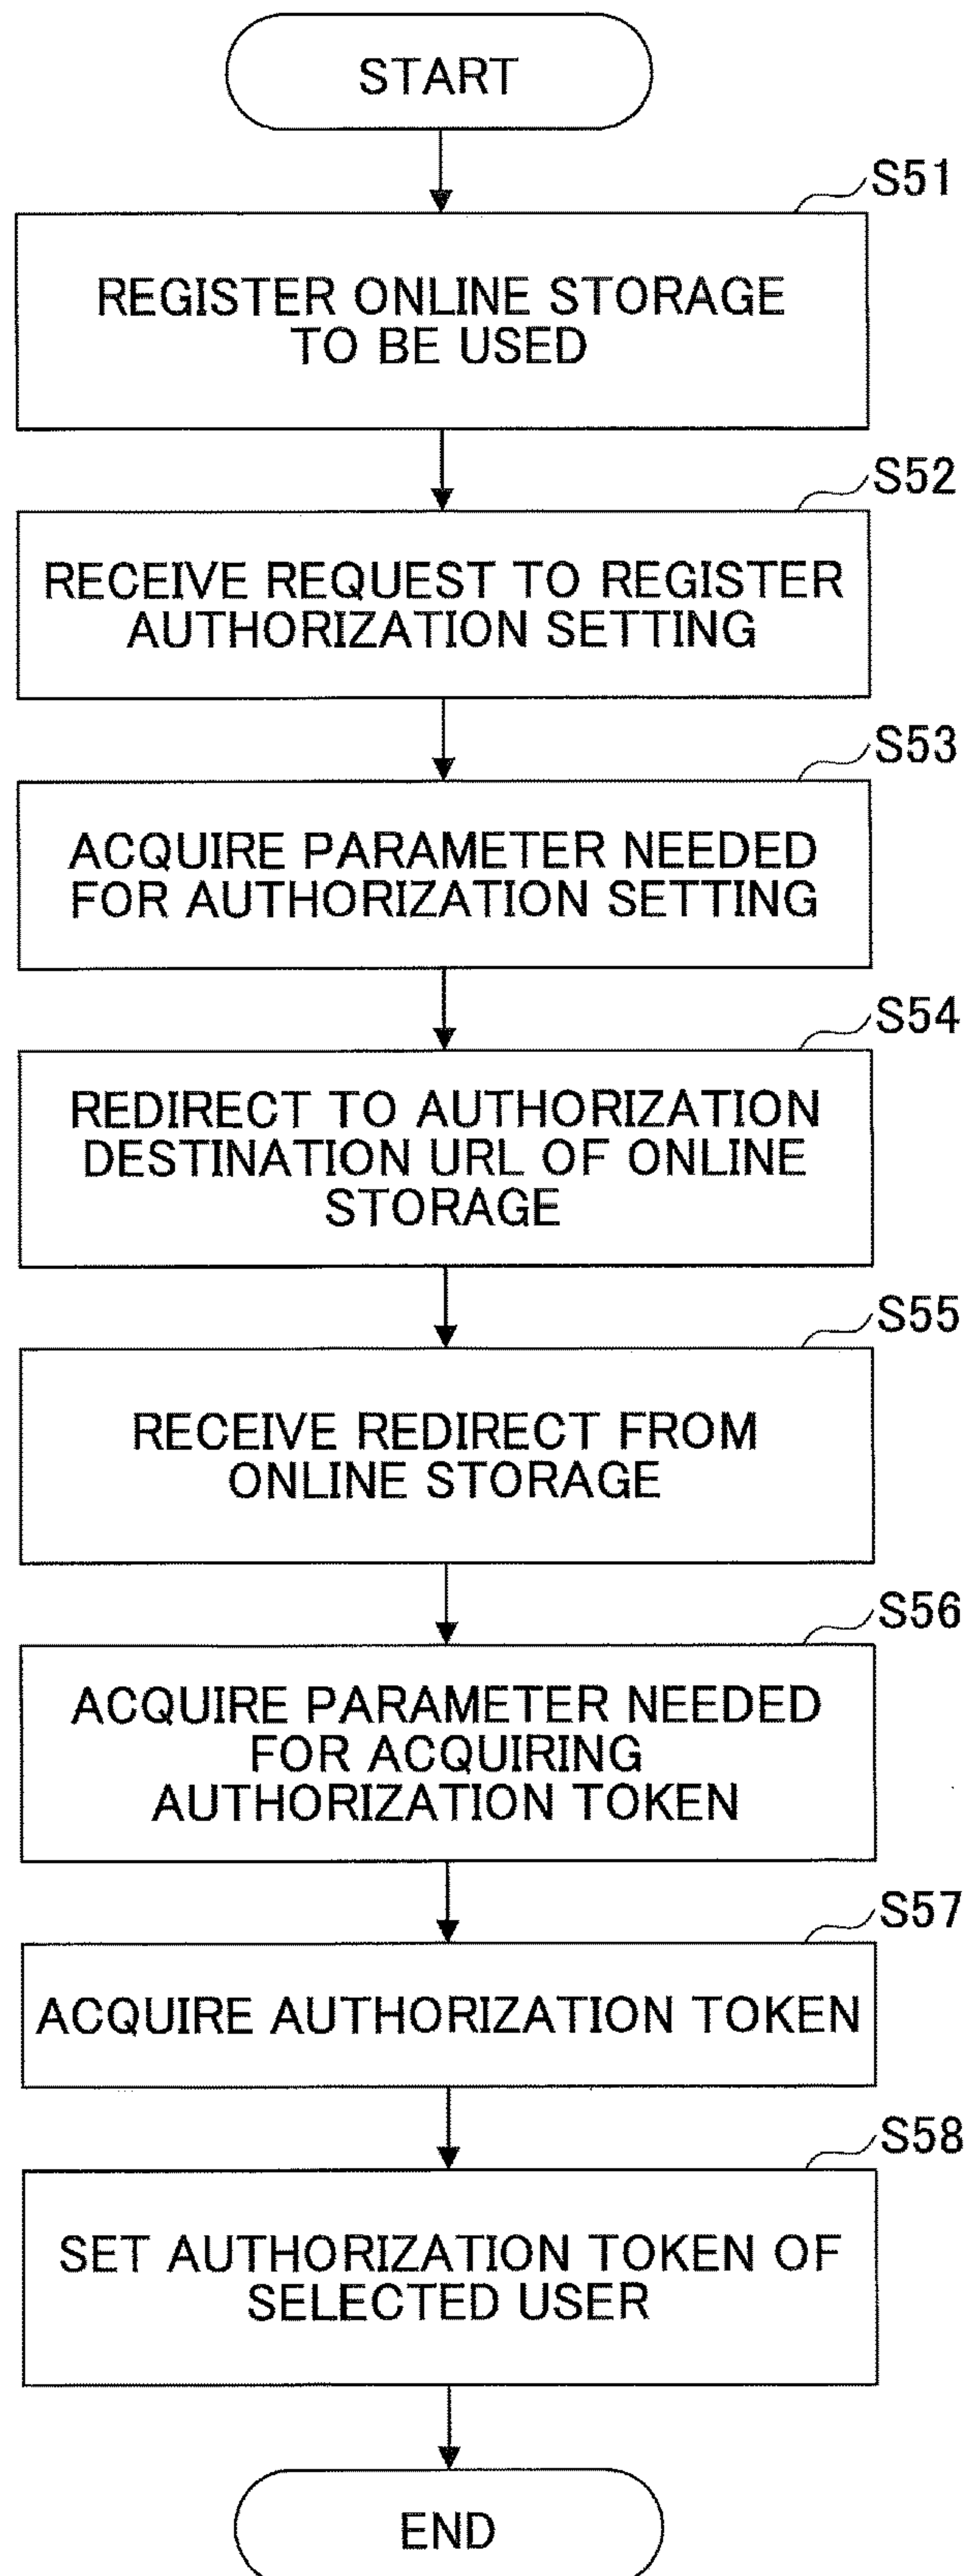 START
S51
REGISTER ONLINE STORAGE
TO BE USED
S52
RECEIVE REQUEST TO REGISTER
AUTHORIZATION SETTING
S53
ACQUIRE PARAMETER NEEDED
FOR AUTHORIZATION SETTING
S54
REDIRECT TO AUTHORIZATION
DESTINATION URL OF ONLINE
STORAGE
S55
RECEIVE REDIRECT FROM
ONLINE STORAGE
S56
ACQUIRE PARAMETER NEEDED
FOR ACQUIRING
AUTHORIZATION TOKEN
S57
ACQUIRE AUTHORIZATION TOKEN
S58
SET AUTHORIZATION TOKEN OF
SELECTED USER
END